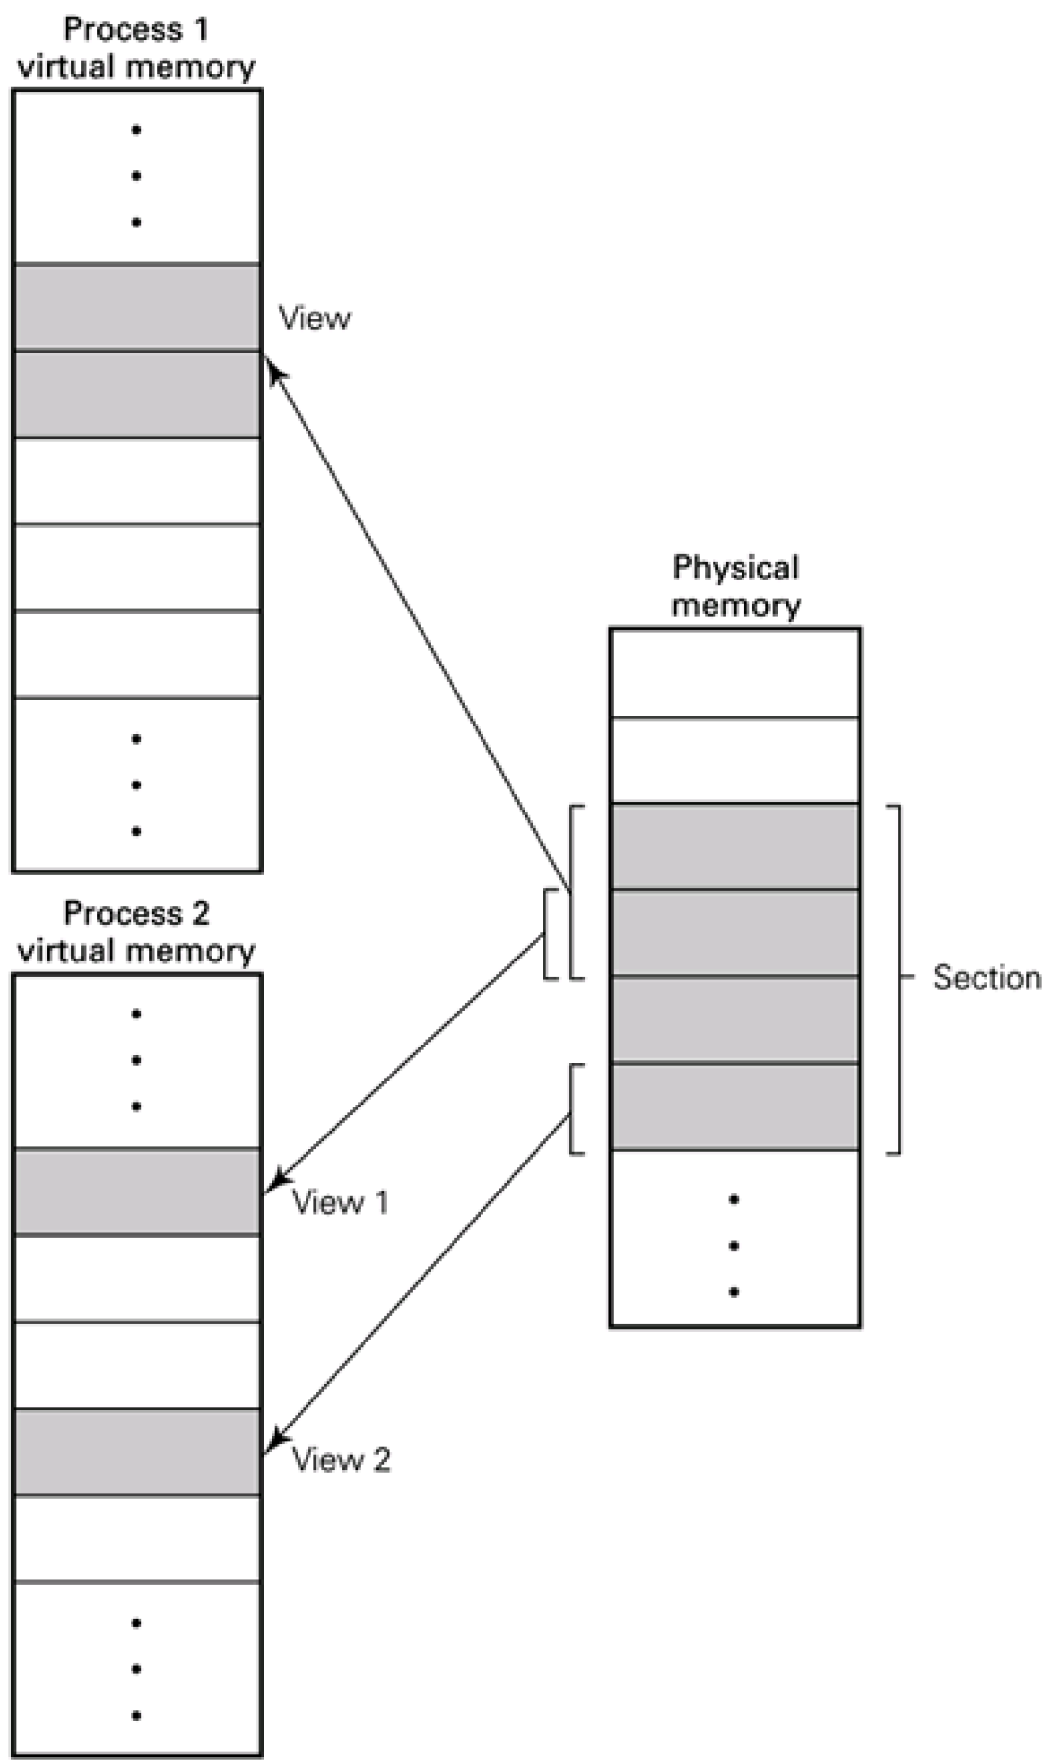 Process 1
virtual memory
View
Physical
memory
Process 2
virtual memory
Section
View 1
View 2